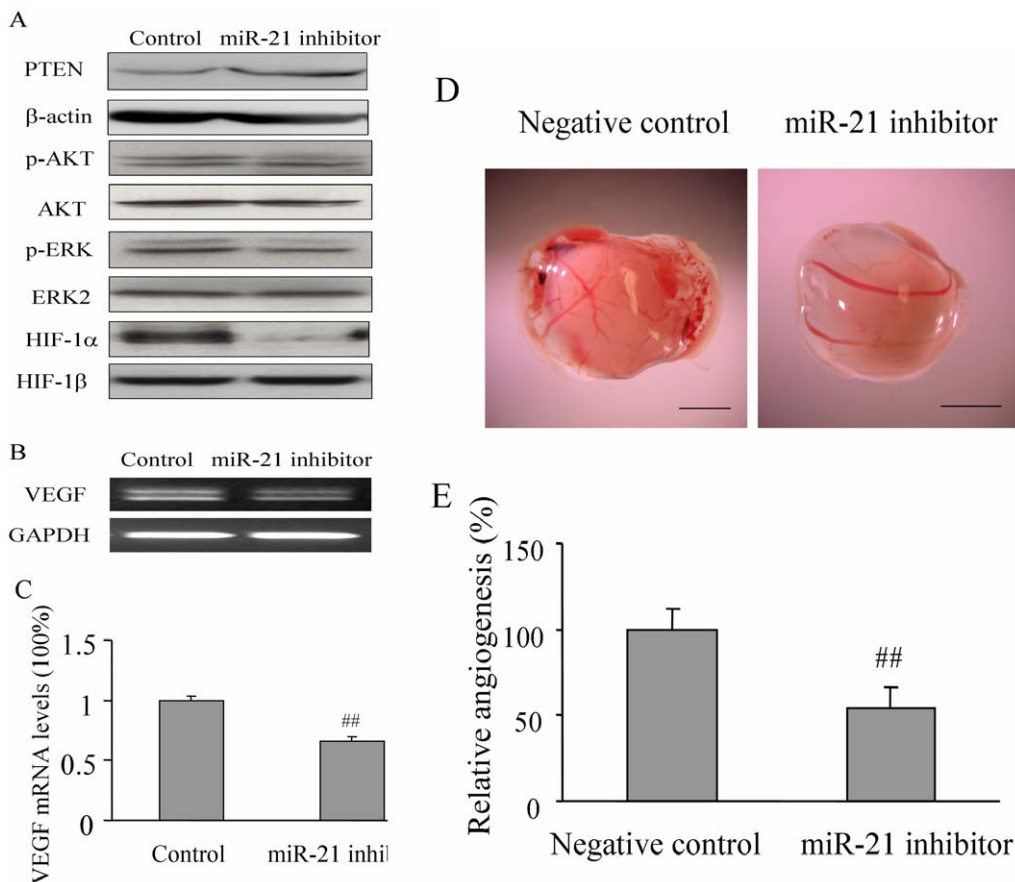 A
Control miR-21 inhibitor
PTEN
β-actin
p-AKT
AKT
p-ERK
ERK2
HIF-1α
HIF-1β
B
Control miR-21 inhibitor
VEGF
GAPDH
C
VEGF mRNA levels (100%)
1.5
1
0.5
0
##
Control miR-21 inhil
D
Negative control miR-21 inhibitor
E
Relative angiogenesis (%)
150
100
50
0
##
Negative control miR-21 inhibitor